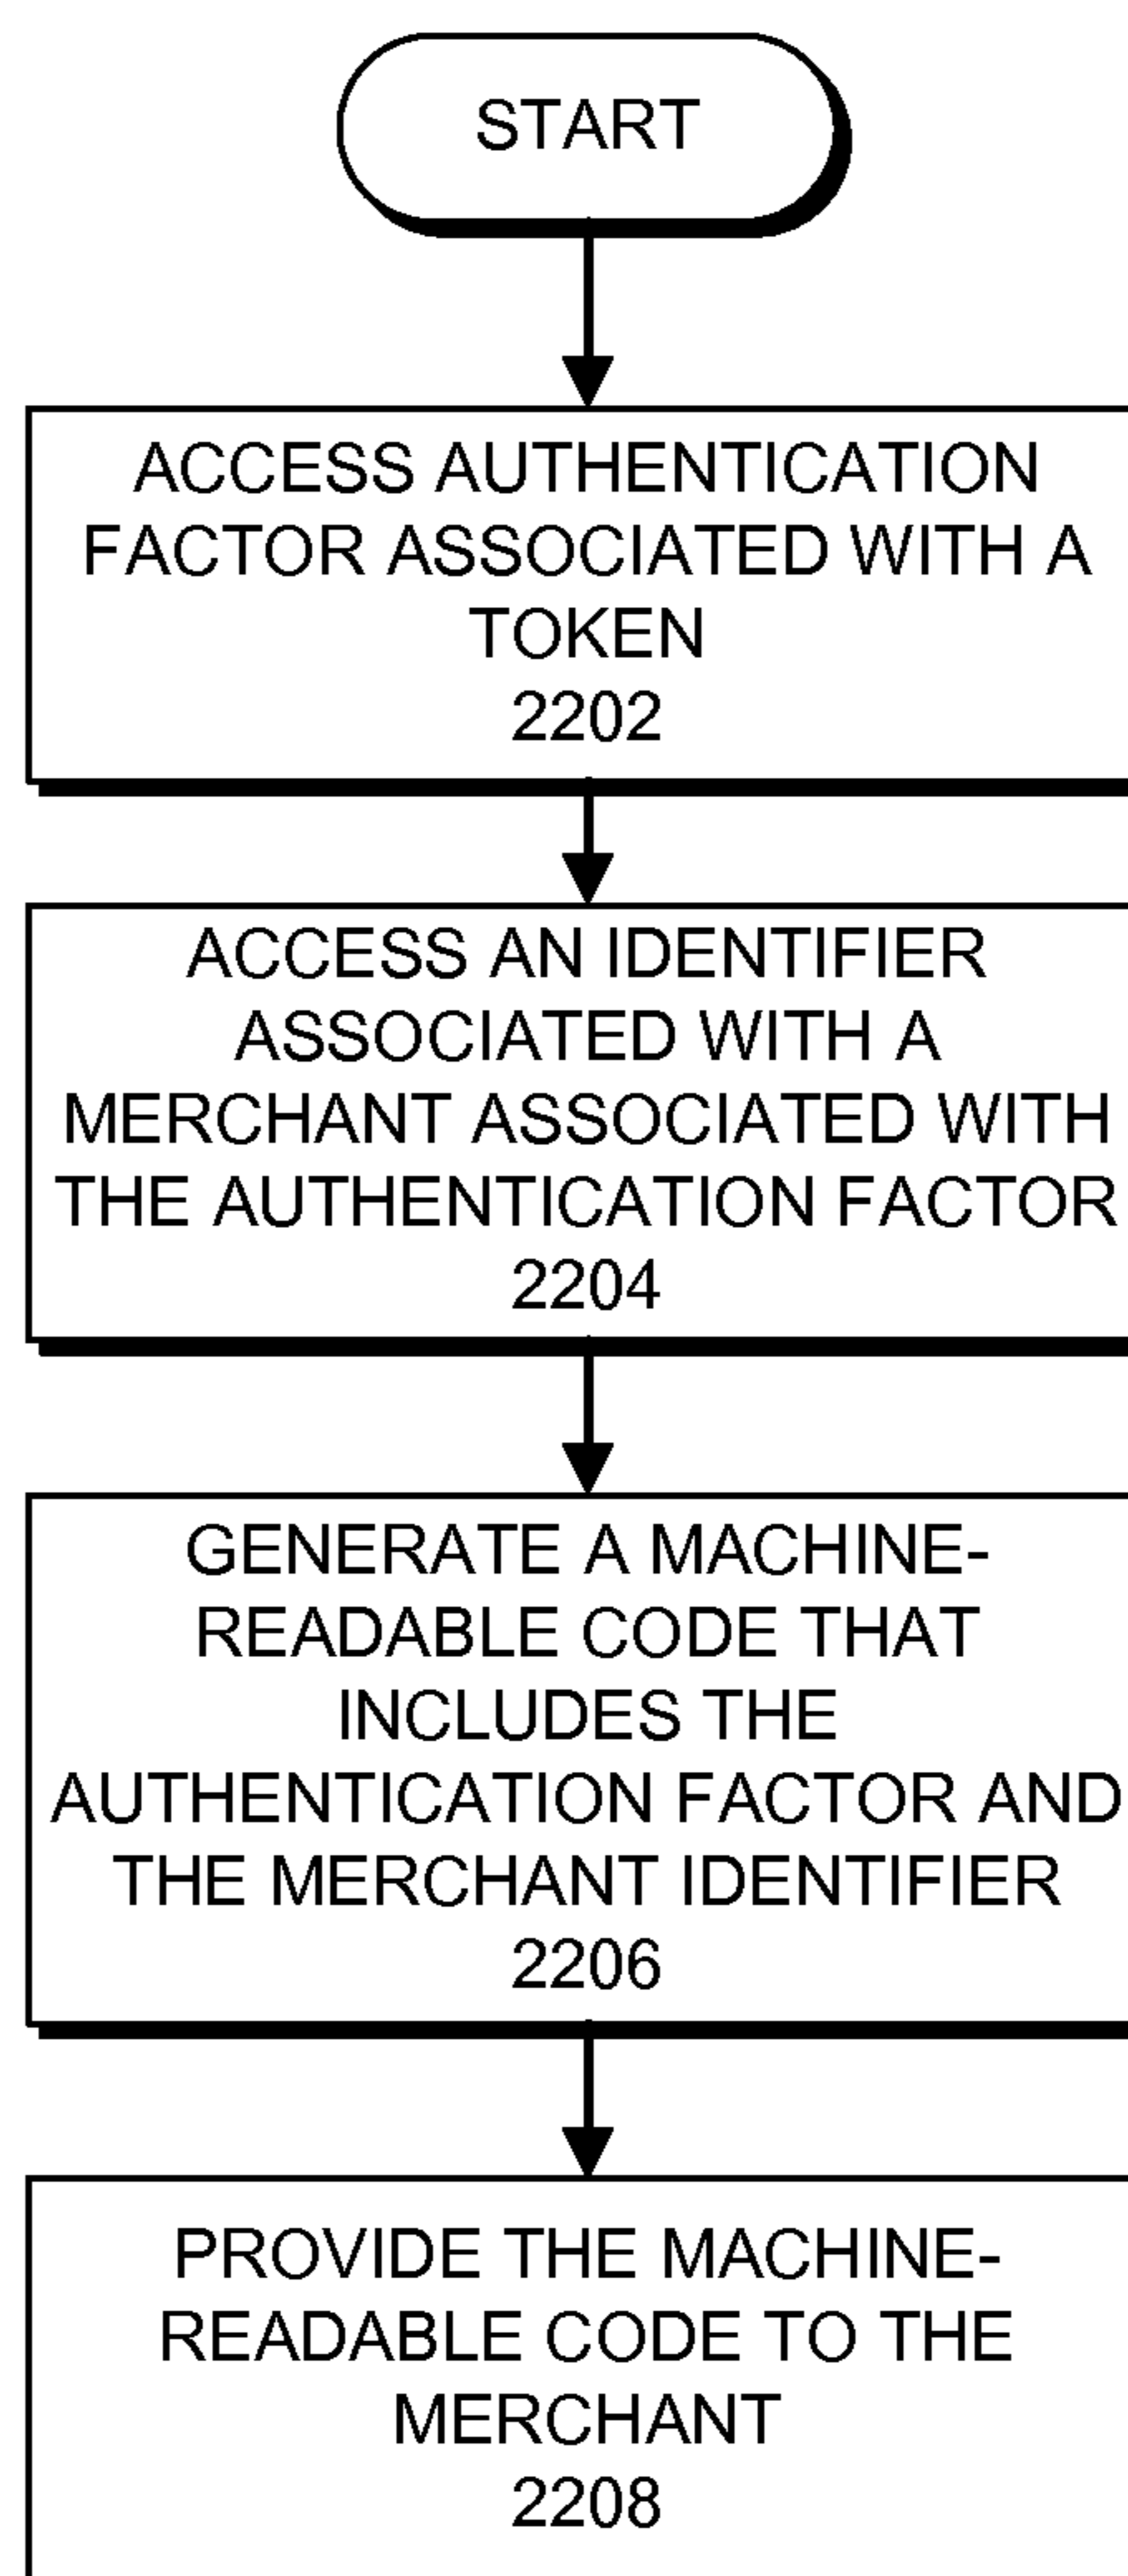 START
ACCESS AUTHENTICATION
FACTOR ASSOCIATED WITH A
TOKEN
2202
ACCESS AN IDENTIFIER
ASSOCIATED WITH A
MERCHANT ASSOCIATED WITH
THE AUTHENTICATION FACTOR
2204
GENERATE A MACHINE-
READABLE CODE THAT
INCLUDES THE
AUTHENTICATION FACTOR AND
THE MERCHANT IDENTIFIER
2206
PROVIDE THE MACHINE-
READABLE CODE TO THE
MERCHANT
2208